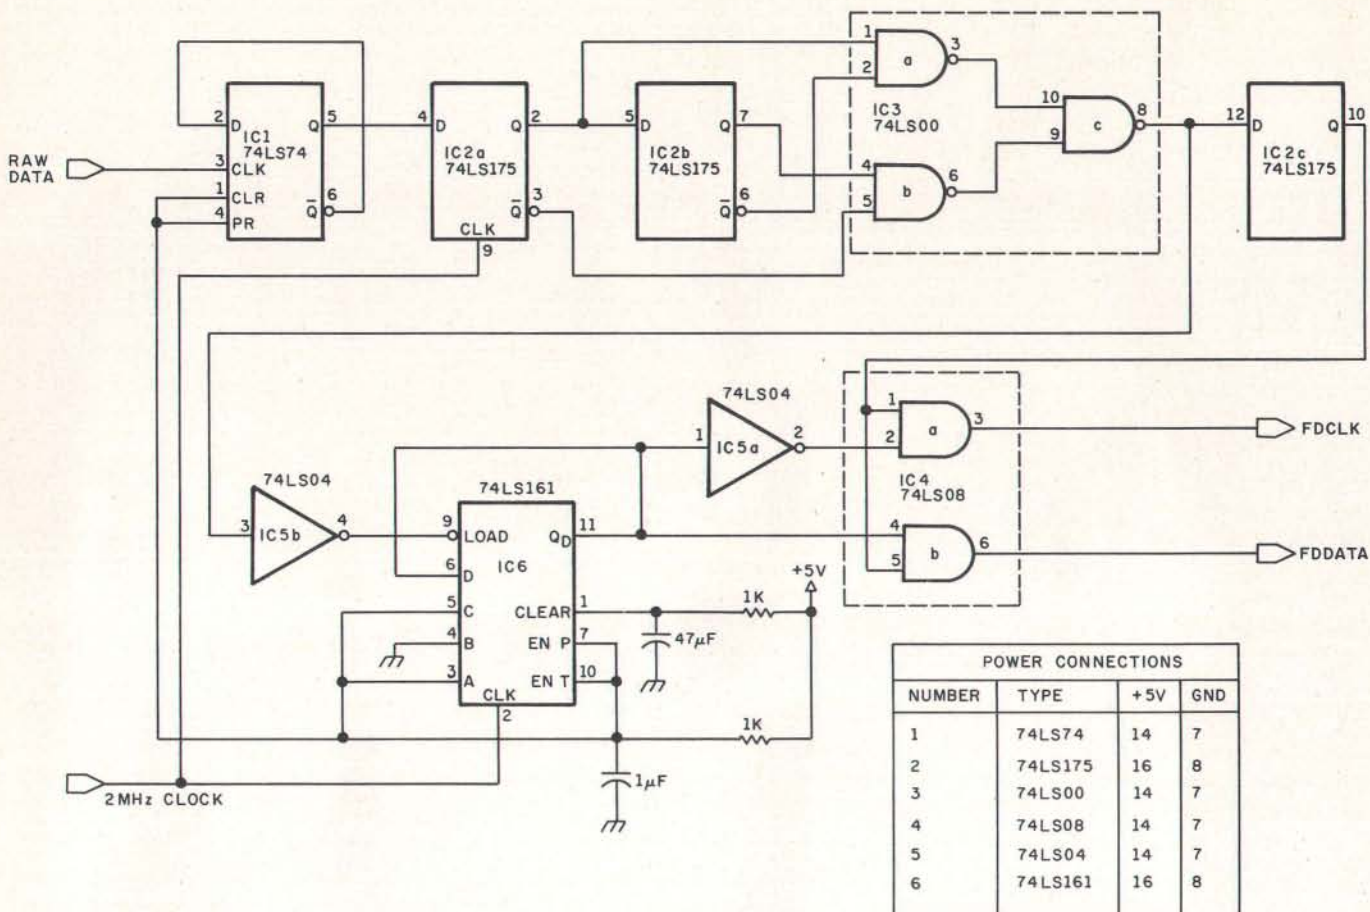 RAW
DATA
2
D
IC1
74LS74
3
CLK
1
CLR
4
PR
Q
5
Q
6
4
D
IC2a
74LS175
Q
2
Q
3
CLK
9
5
D
IC2b
74LS175
Q
7
Q
6
1
2
a
3
IC3
74LS00
4
5
b
6
10
9
c
8
12
D
Q
10
IC2c
74LS175
74LS04
1
IC5a
2
1
2
a
3
FDCLK
IC4
74LS08
4
5
b
6
FDDATA
74LS04
3
IC5b
4
74LS161
9
LOAD
QD
11
6
D
IC6
5
C
CLEAR
1
4
B
EN P
7
3
A
EN T
10
CLK
2
+5V
1K
47µF
1K
1µF
2MHz CLOCK
POWER CONNECTIONS
NUMBER TYPE +5V GND
1 74LS74 14 7
2 74LS175 16 8
3 74LS00 14 7
4 74LS08 14 7
5 74LS04 14 7
6 74LS161 16 8